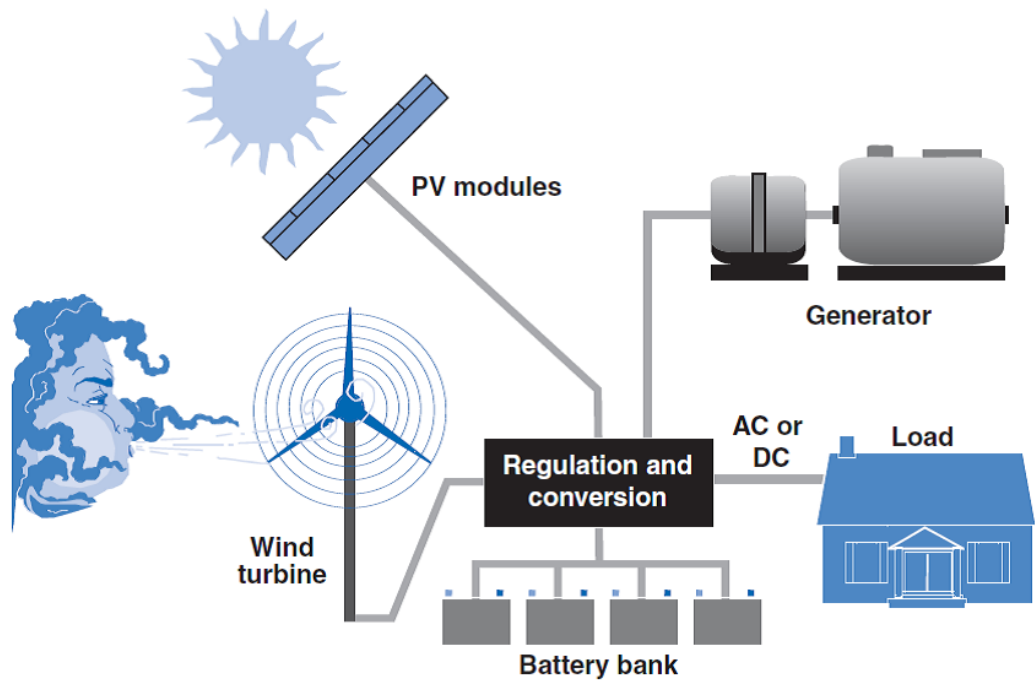 PV modules
Generator
AC or
DC
Load
Regulation and
conversion
Wind
turbine
Battery bank